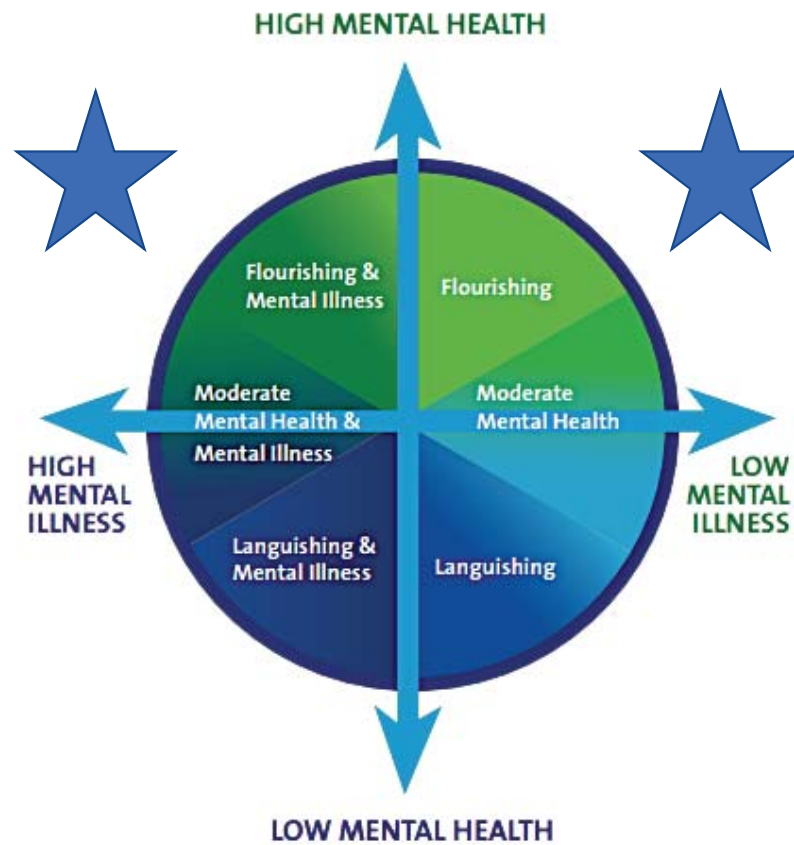 HIGH MENTAL HEALTH
Flourishing &
Mental Illness
Flourishing
Moderate
Mental Health &
Mental Illness
Moderate
Mental Health
HIGH
MENTAL
ILLNESS
LOW
MENTAL
ILLNESS
Languishing &
Mental Illness
Languishing
LOW MENTAL HEALTH